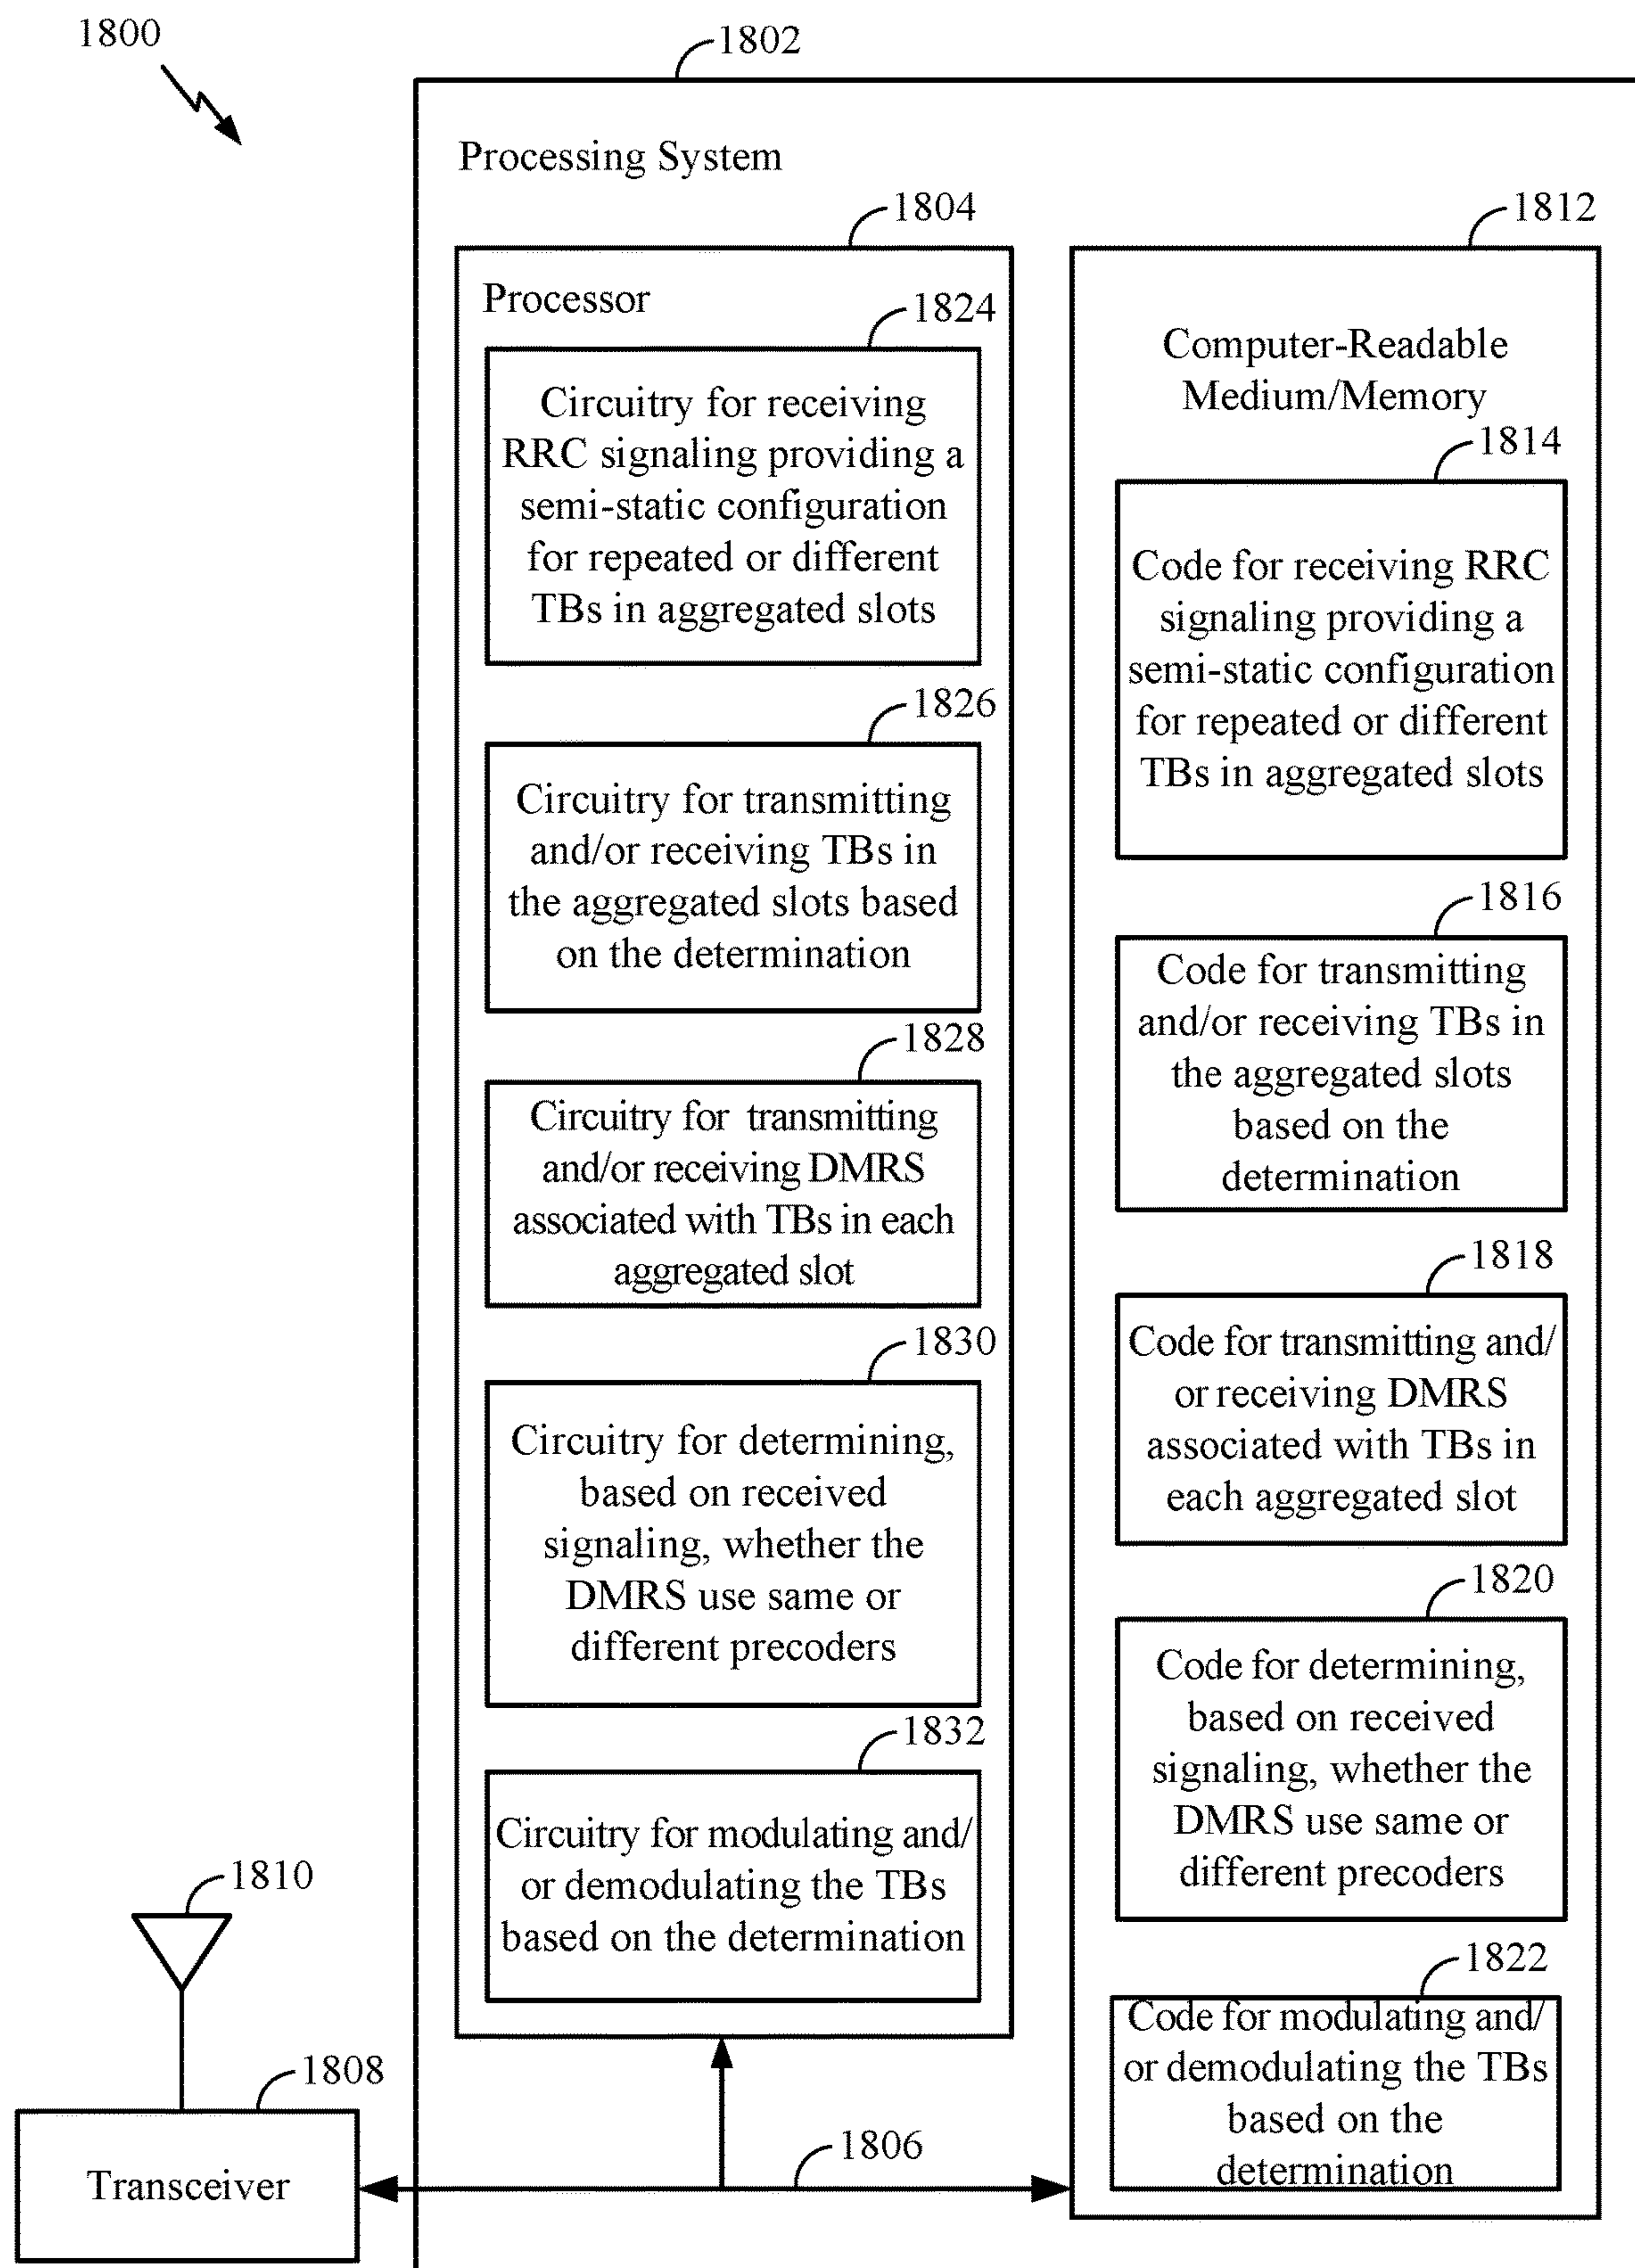 1800
1802
Processing System
1804
Processor
1824
Circuitry for receiving
RRC signaling providing a
semi-static configuration
for repeated or different
TBs in aggregated slots
1826
Circuitry for transmitting
and/or receiving TBs in
the aggregated slots based
on the determination
1828
Circuitry for transmitting
and/or receiving DMRS
associated with TBs in each
aggregated slot
1830
Circuitry for determining,
based on received
signaling, whether the
DMRS use same or
different precoders
1832
Circuitry for modulating and/
or demodulating the TBs
based on the determination
1812
Computer-Readable
Medium/Memory
1814
Code for receiving RRC
signaling providing a
semi-static configuration
for repeated or different
TBs in aggregated slots
1816
Code for transmitting
and/or receiving TBs in
the aggregated slots
based on the
determination
1818
Code for transmitting and/
or receiving DMRS
associated with TBs in
each aggregated slot
1820
Code for determining,
based on received
signaling, whether the
DMRS use same or
different precoders
1822
Code for modulating and/
or demodulating the TBs
based on the
determination
1810
1808
Transceiver
1806